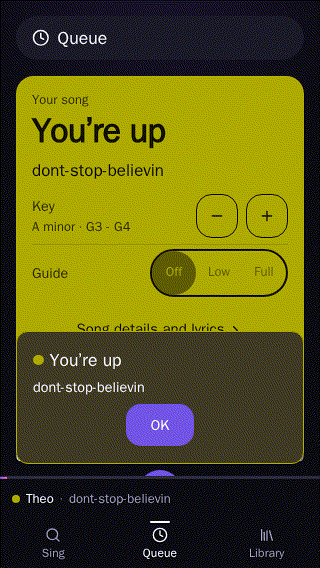 Queue
Your song
You're up
dont-stop-believin
Key
A minor · G3 - G4
Guide
Off
Low
Full
Song details and lyrics
You're up
dont-stop-believin
OK
Theo · dont-stop-believin
Sing
Queue
Library